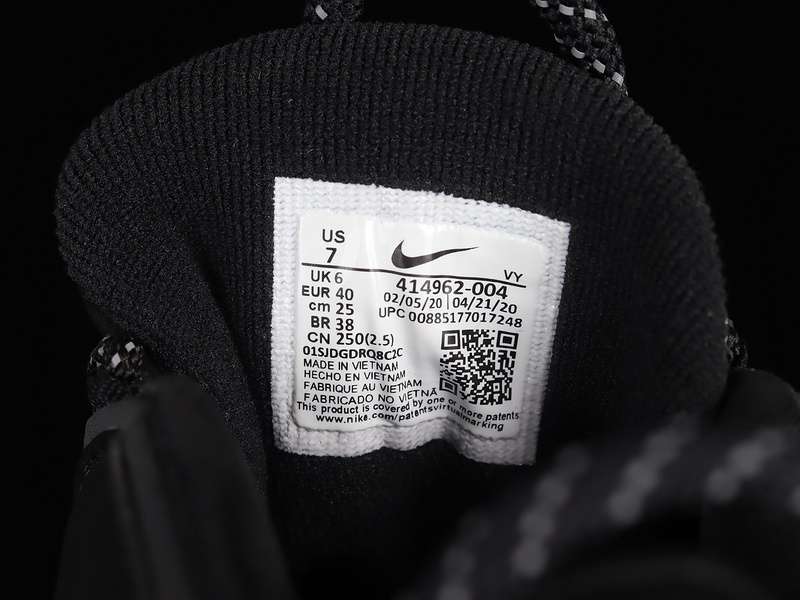 US
7
VY
UK 6
414962-004
EUR 40
02/05/20 04/21/20
cm 25
UPC 00885177017248
BR 38
CN 250(2.5)
01SJDGDRQ8C2C
MADE IN VIETNAM
HECHO EN VIETNAM
FABRIQUE AU VIETNAM
FABRICADO NO VIETNÃ
This product is covered by one or more patents
www.nike.com/patentsvirtualmarking